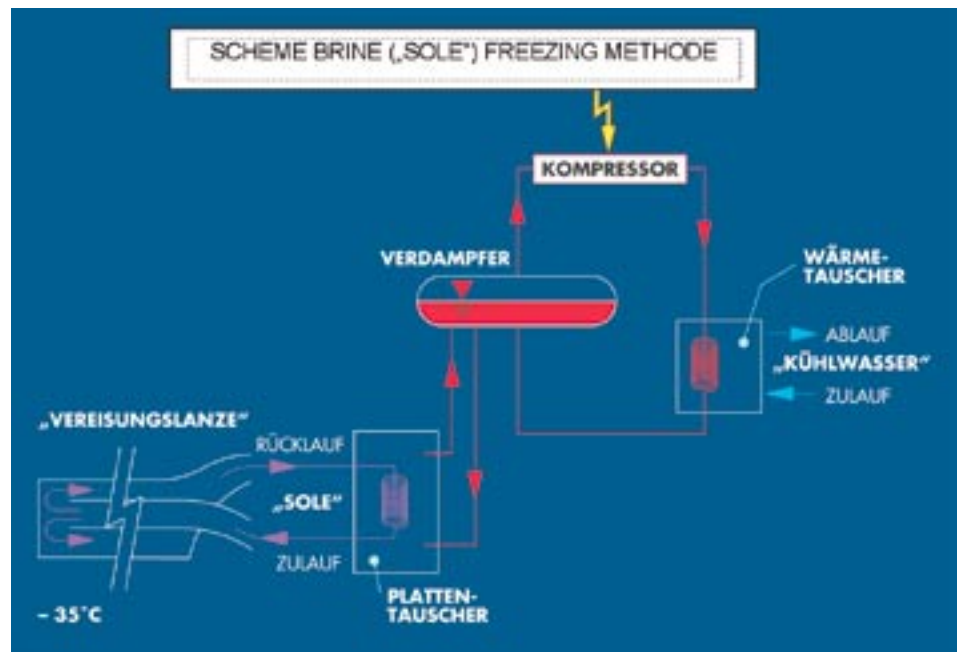 SCHEME BRINE („SOLE") FREEZING METHODE
KOMPRESSOR
VERDAMPFER
WÄRME-
TAUSCHER
ABLAUF
„KÜHLWASSER"
ZULAUF
„VEREISUNGSLANZE"
RÜCKLAUF
„SOLE"
ZULAUF
PLATTEN-
TAUSCHER
– 35°C